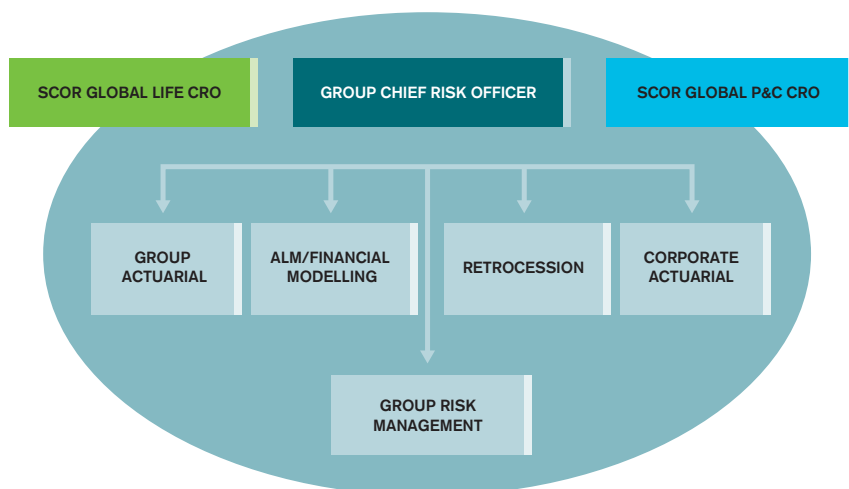 SCOR GLOBAL LIFE CRO
GROUP CHIEF RISK OFFICER
SCOR GLOBAL P&C CRO
GROUP
ACTUARIAL
ALM/FINANCIAL
MODELLING
RETROCESSION
CORPORATE
ACTUARIAL
GROUP RISK
MANAGEMENT